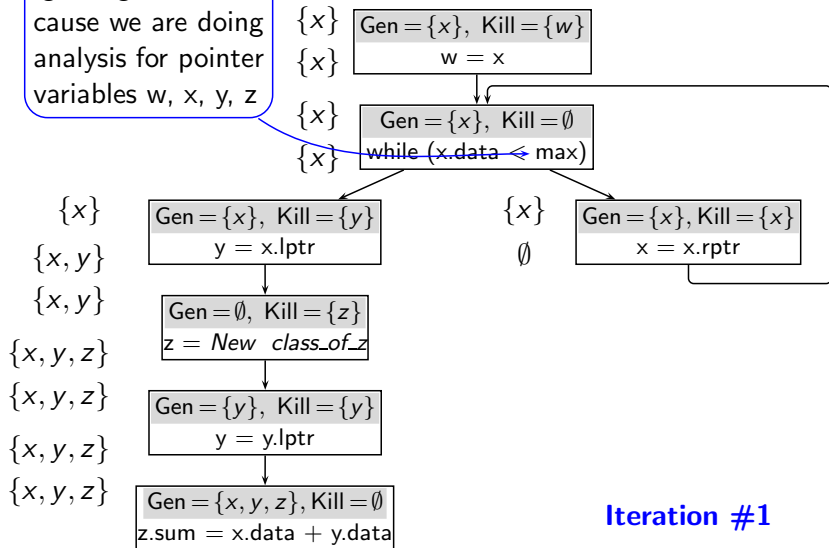 cause we are doing
analysis for pointer
variables w, x, y, z
{x}
Gen = {x}, Kill = {w}
{x}
w = x
{x}
Gen = {x}, Kill = ∅
{x}
while (x.data < max)
{x}
Gen = {x}, Kill = {y}
{x, y}
y = x.lptr
{x}
Gen = {x}, Kill = {x}
∅
x = x.rptr
{x, y}
Gen = ∅, Kill = {z}
{x, y, z}
z = New class_of_z
{x, y, z}
Gen = {y}, Kill = {y}
{x, y, z}
y = y.lptr
{x, y, z}
Gen = {x, y, z}, Kill = ∅
z.sum = x.data + y.data
Iteration #1